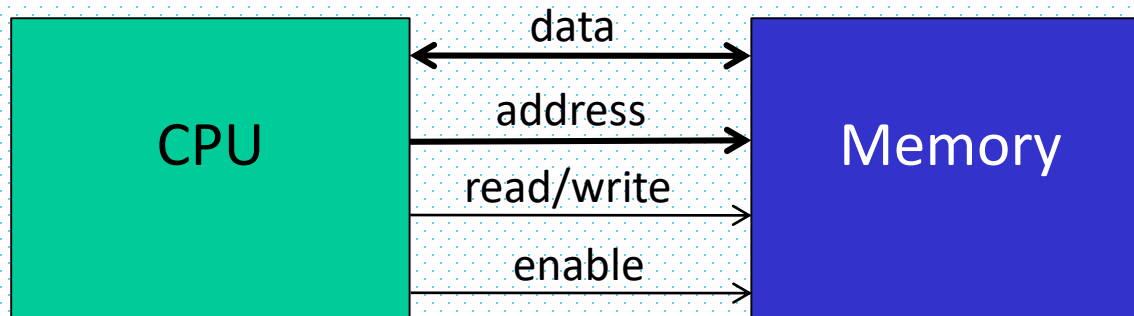 data
address
CPU
Memory
read/write
enable